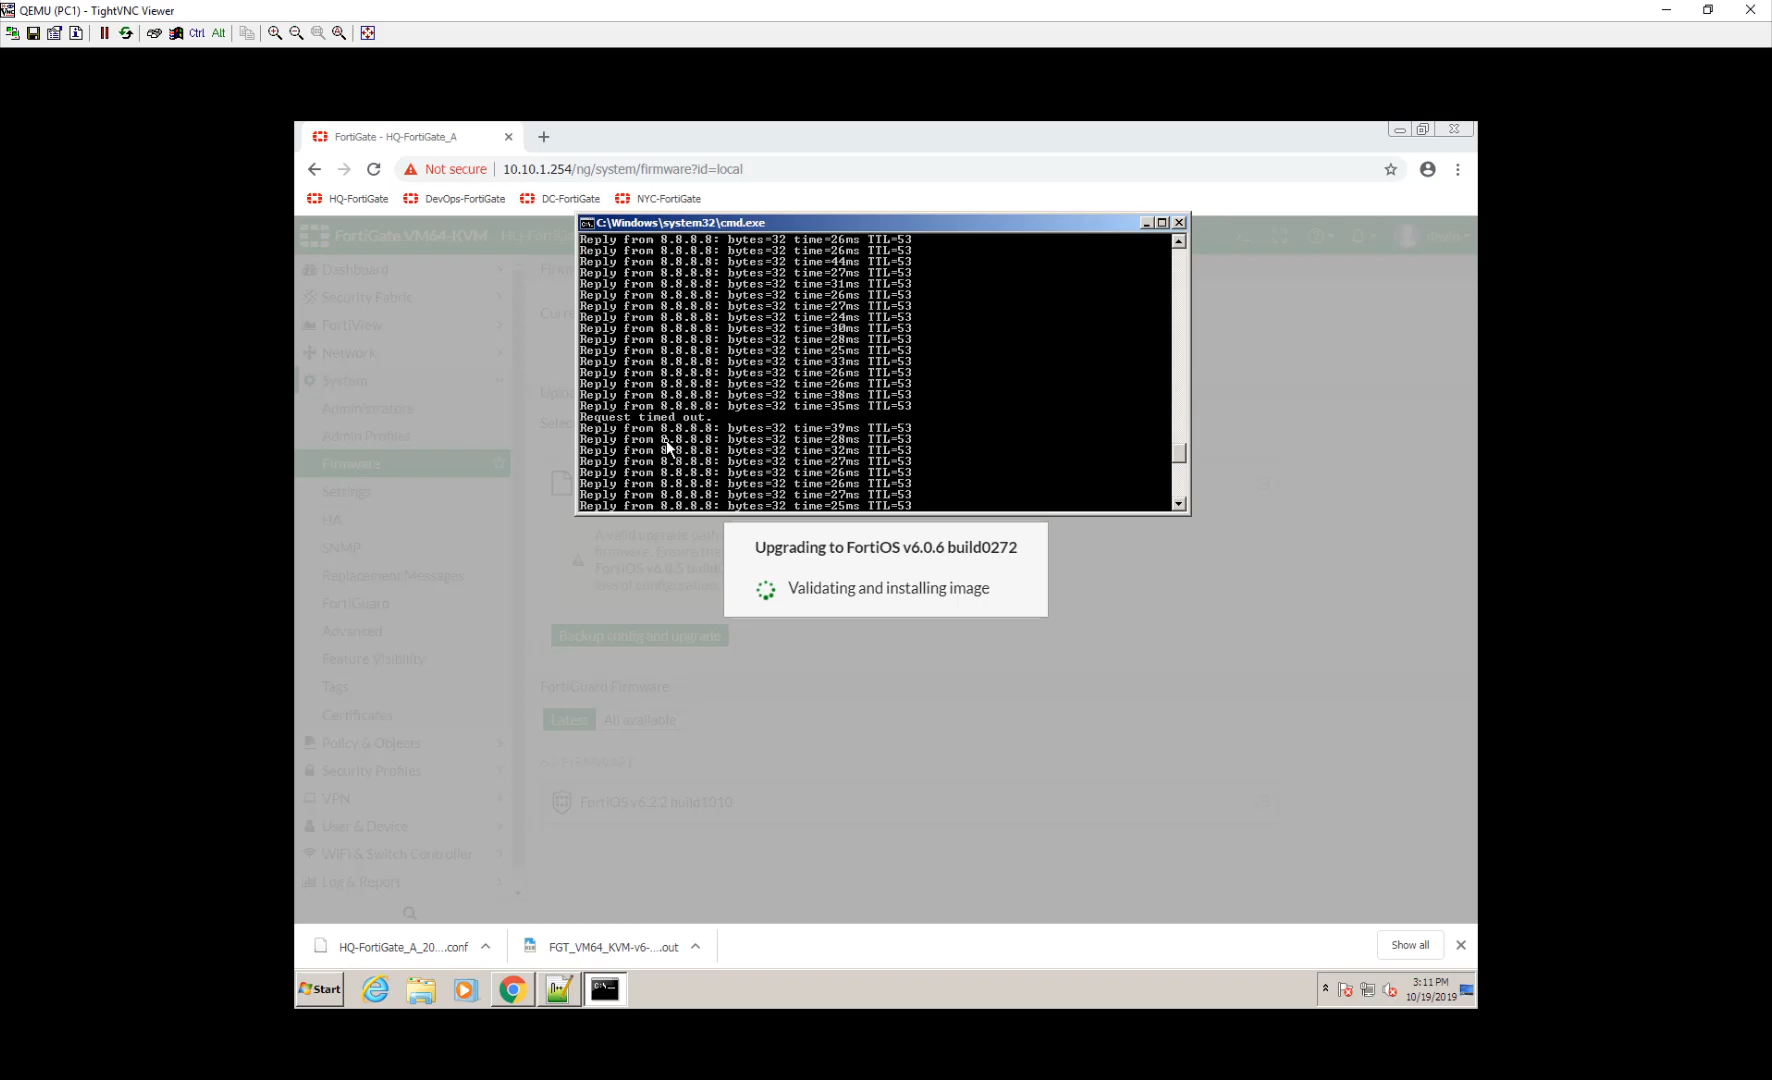 QEMU (PC1) - TightVNC Viewer
Ctrl Alt
FortiGate - HQ-FortiGate_A
Not secure 10.10.1.254/ng/system/firmware?id=local
HQ-FortiGate DevOps-FortiGate DC-FortiGate NYC-FortiGate
C:\Windows\system32\cmd.exe
FortiGate VM64-KVM
Reply from 8.8.8.8: bytes=32 time=26ms TTL=53
Reply from 8.8.8.8: bytes=32 time=26ms TTL=53
Reply from 8.8.8.8: bytes=32 time=44ms TTL=53
Reply from 8.8.8.8: bytes=32 time=27ms TTL=53
Reply from 8.8.8.8: bytes=32 time=31ms TTL=53
Reply from 8.8.8.8: bytes=32 time=26ms TTL=53
Reply from 8.8.8.8: bytes=32 time=27ms TTL=53
Reply from 8.8.8.8: bytes=32 time=24ms TTL=53
Reply from 8.8.8.8: bytes=32 time=30ms TTL=53
Reply from 8.8.8.8: bytes=32 time=28ms TTL=53
Reply from 8.8.8.8: bytes=32 time=25ms TTL=53
Reply from 8.8.8.8: bytes=32 time=33ms TTL=53
Reply from 8.8.8.8: bytes=32 time=26ms TTL=53
Reply from 8.8.8.8: bytes=32 time=26ms TTL=53
Reply from 8.8.8.8: bytes=32 time=38ms TTL=53
Reply from 8.8.8.8: bytes=32 time=35ms TTL=53
Request timed out.
Reply from 8.8.8.8: bytes=32 time=39ms TTL=53
Reply from 8.8.8.8: bytes=32 time=28ms TTL=53
Reply from 8.8.8.8: bytes=32 time=32ms TTL=53
Reply from 8.8.8.8: bytes=32 time=27ms TTL=53
Reply from 8.8.8.8: bytes=32 time=26ms TTL=53
Reply from 8.8.8.8: bytes=32 time=26ms TTL=53
Reply from 8.8.8.8: bytes=32 time=27ms TTL=53
Reply from 8.8.8.8: bytes=32 time=25ms TTL=53
Dashboard
Security Fabric
FortiView
Network
System
Administrators
Admin Profiles
Firmware
Settings
HA
SNMP
Replacement Messages
FortiGuard
Advanced
Feature Visibility
Tags
Certificates
Policy & Objects
Security Profiles
VPN
User & Device
WiFi & Switch Controller
Log & Report
A valid upgrade path
firmware. Ensure the
loss of configuration.
Upgrading to FortiOS v6.0.6 build0272
Validating and installing image
Backup config and upgrade
FortiGuard Firmware
Latest All available
FortiOS v6.2.2 build1010
HQ-FortiGate_A_20....conf FGT_VM64_KVM-v6-....out Show all
Start
3:11 PM
10/19/2019